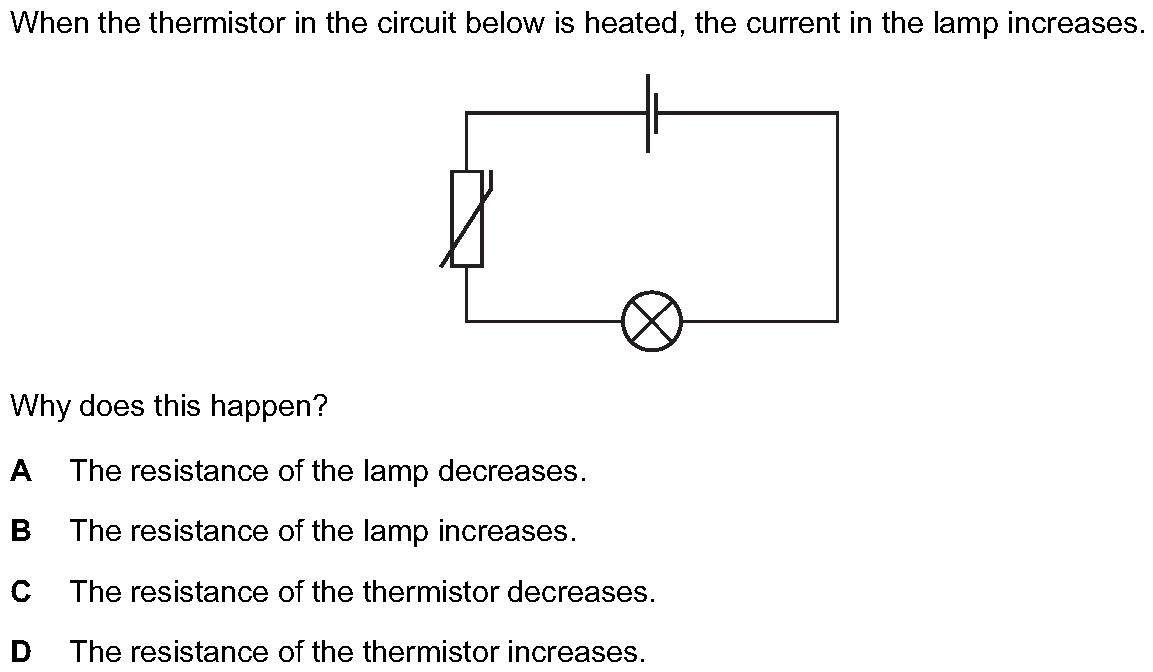 When the thermistor in the circuit below is heated, the current in the lamp increases.
Why does this happen?
A The resistance of the lamp decreases.
B The resistance of the lamp increases.
C The resistance of the thermistor decreases.
D The resistance of the thermistor increases.